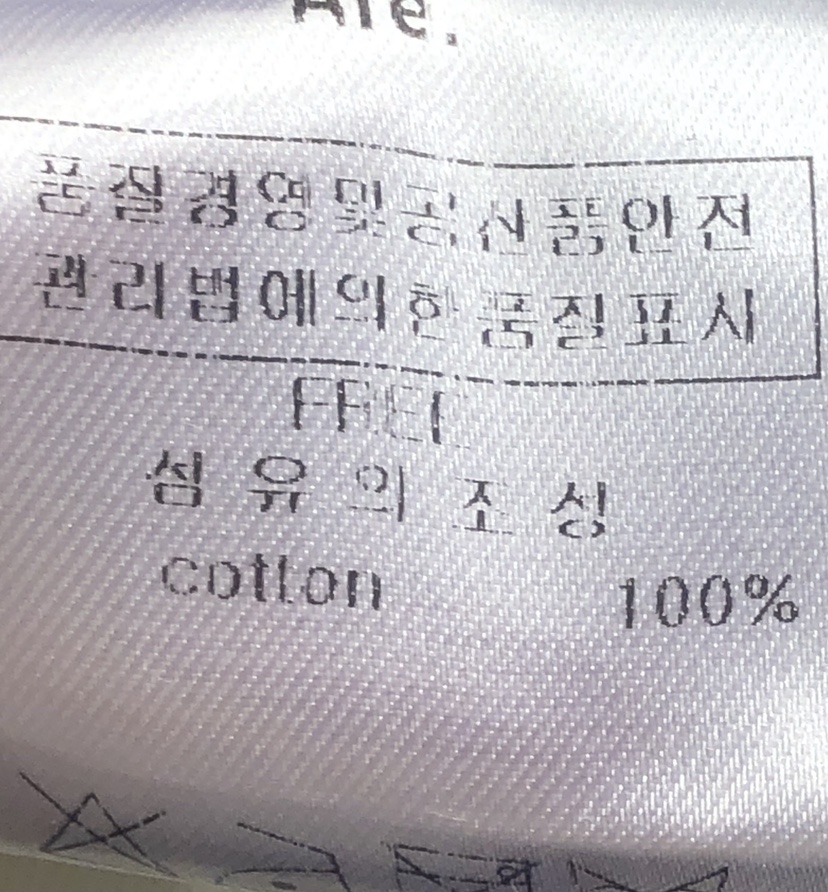 Are.
품질경영및공산품안전
관리법에의한품질표시
FREE
섬유의조성
cotton 100%